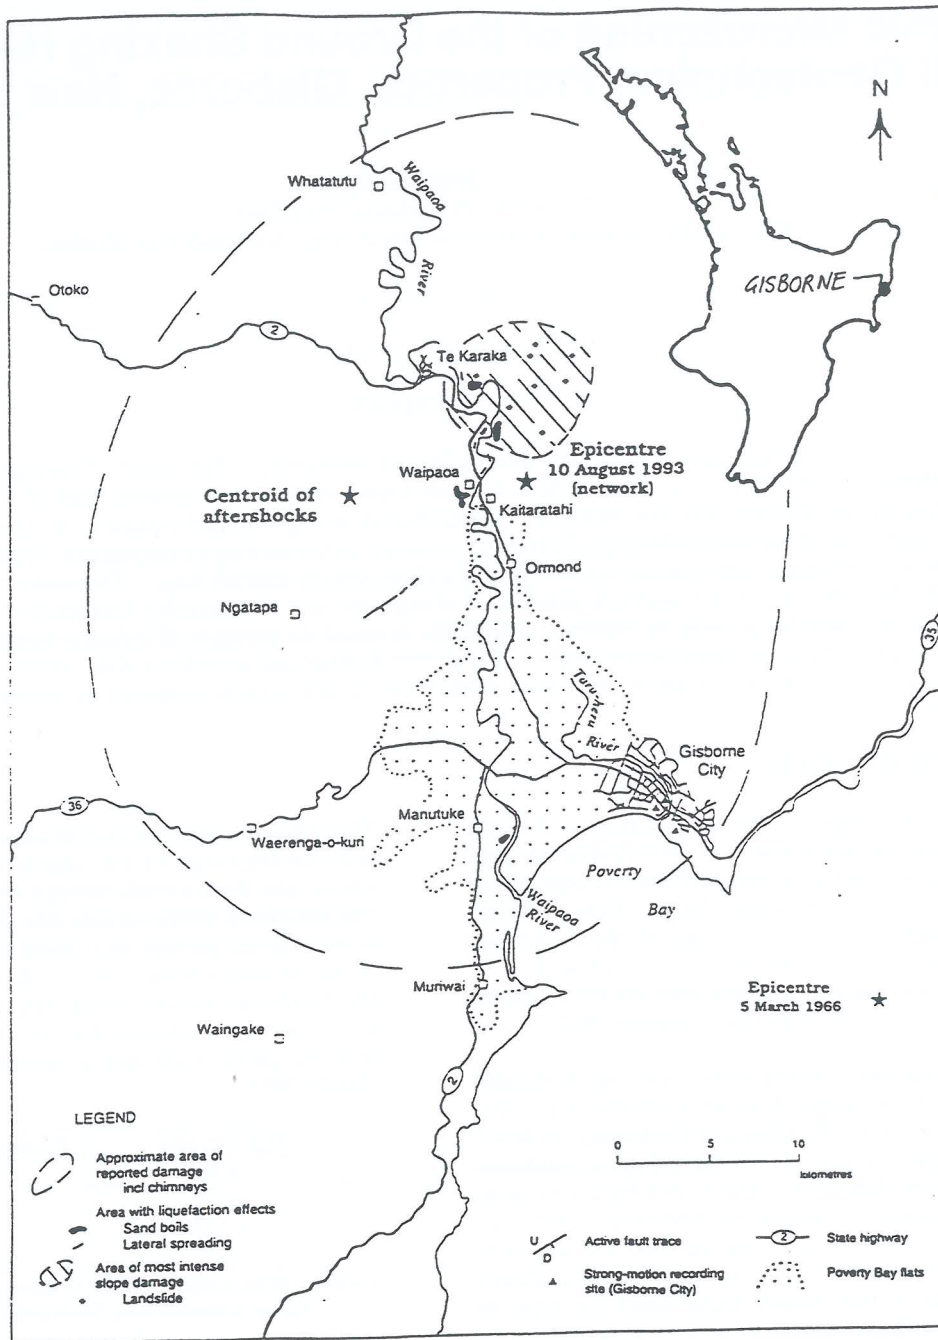 N
Whatatutu
Waipaoa
River
Otoko
2
GISBORNE
Te Karaka
Epicentre
10 August 1993
(network)
Waipaoa
Centroid of
aftershocks
Kaitaratahi
Ormond
Ngatapa
35
Taru-heru
River
Gisborne
City
36
Manutuke
Waerenga-o-kuri
Poverty
Bay
Waipaoa
River
Muriwai
Epicentre
5 March 1966
Waingake
2
LEGEND
Approximate area of
reported damage
incl chimneys
Area with liquefaction effects
Sand boils
Lateral spreading
Area of most intense
slope damage
Landslide
0 5 10
kilometres
U
D
Active fault trace
Strong-motion recording
site (Gisborne City)
2
State highway
Poverty Bay flats